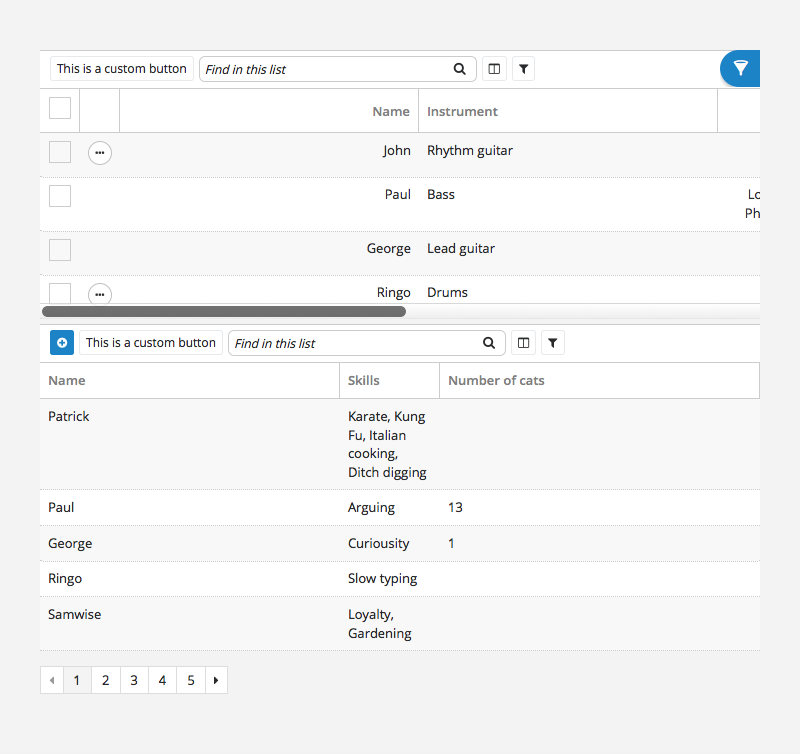 This is a custom button Find in this list
Name Instrument
John Rhythm guitar
Paul Bass Lo
Ph
George Lead guitar
Ringo Drums
This is a custom button Find in this list
Name Skills Number of cats
Patrick Karate, Kung
Fu, Italian
cooking,
Ditch digging
Paul Arguing 13
George Curiousity 1
Ringo Slow typing
Samwise Loyalty,
Gardening
1 2 3 4 5